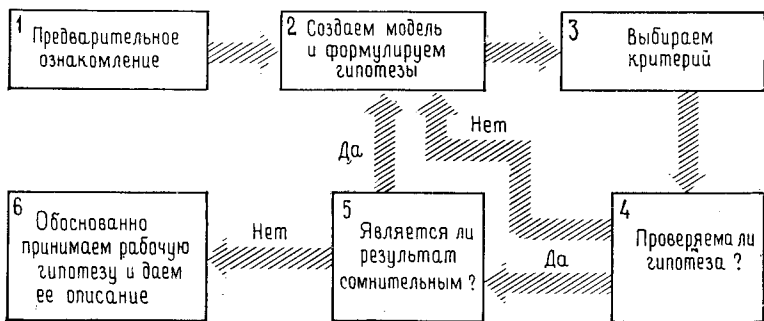 1
Предварительное
ознакомление
2
Создаем модель
и формулируем
гипотезы
3
Выбираем
критерий
Да
Нет
6
Обоснованно
принимаем рабочую
гипотезу и даем
ее описание
Нет
5
Является ли
результат
сомнительным ?
Да
4
Проверяема ли
гипотеза ?